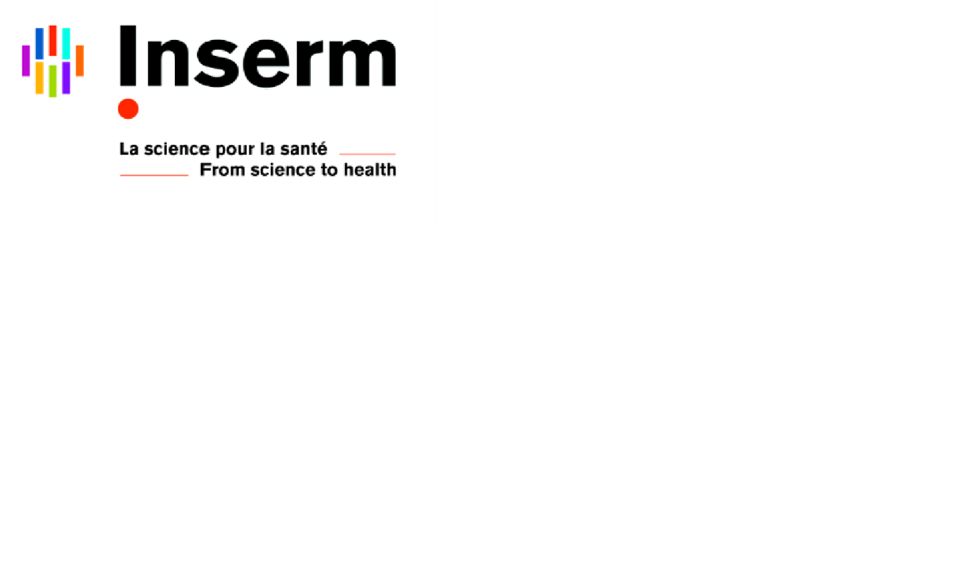 Inserm
La science pour la santé
From science to health